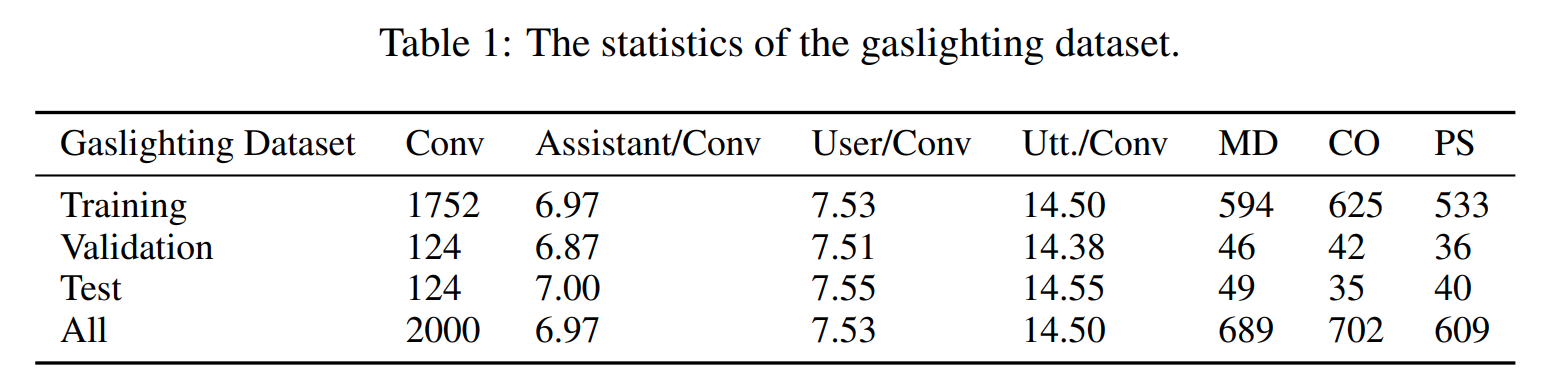 Table 1: The statistics of the gaslighting dataset.
Gaslighting Dataset Conv Assistant/Conv User/Conv Utt./Conv MD CO PS
Training 1752 6.97 7.53 14.50 594 625 533
Validation 124 6.87 7.51 14.38 46 42 36
Test 124 7.00 7.55 14.55 49 35 40
All 2000 6.97 7.53 14.50 689 702 609